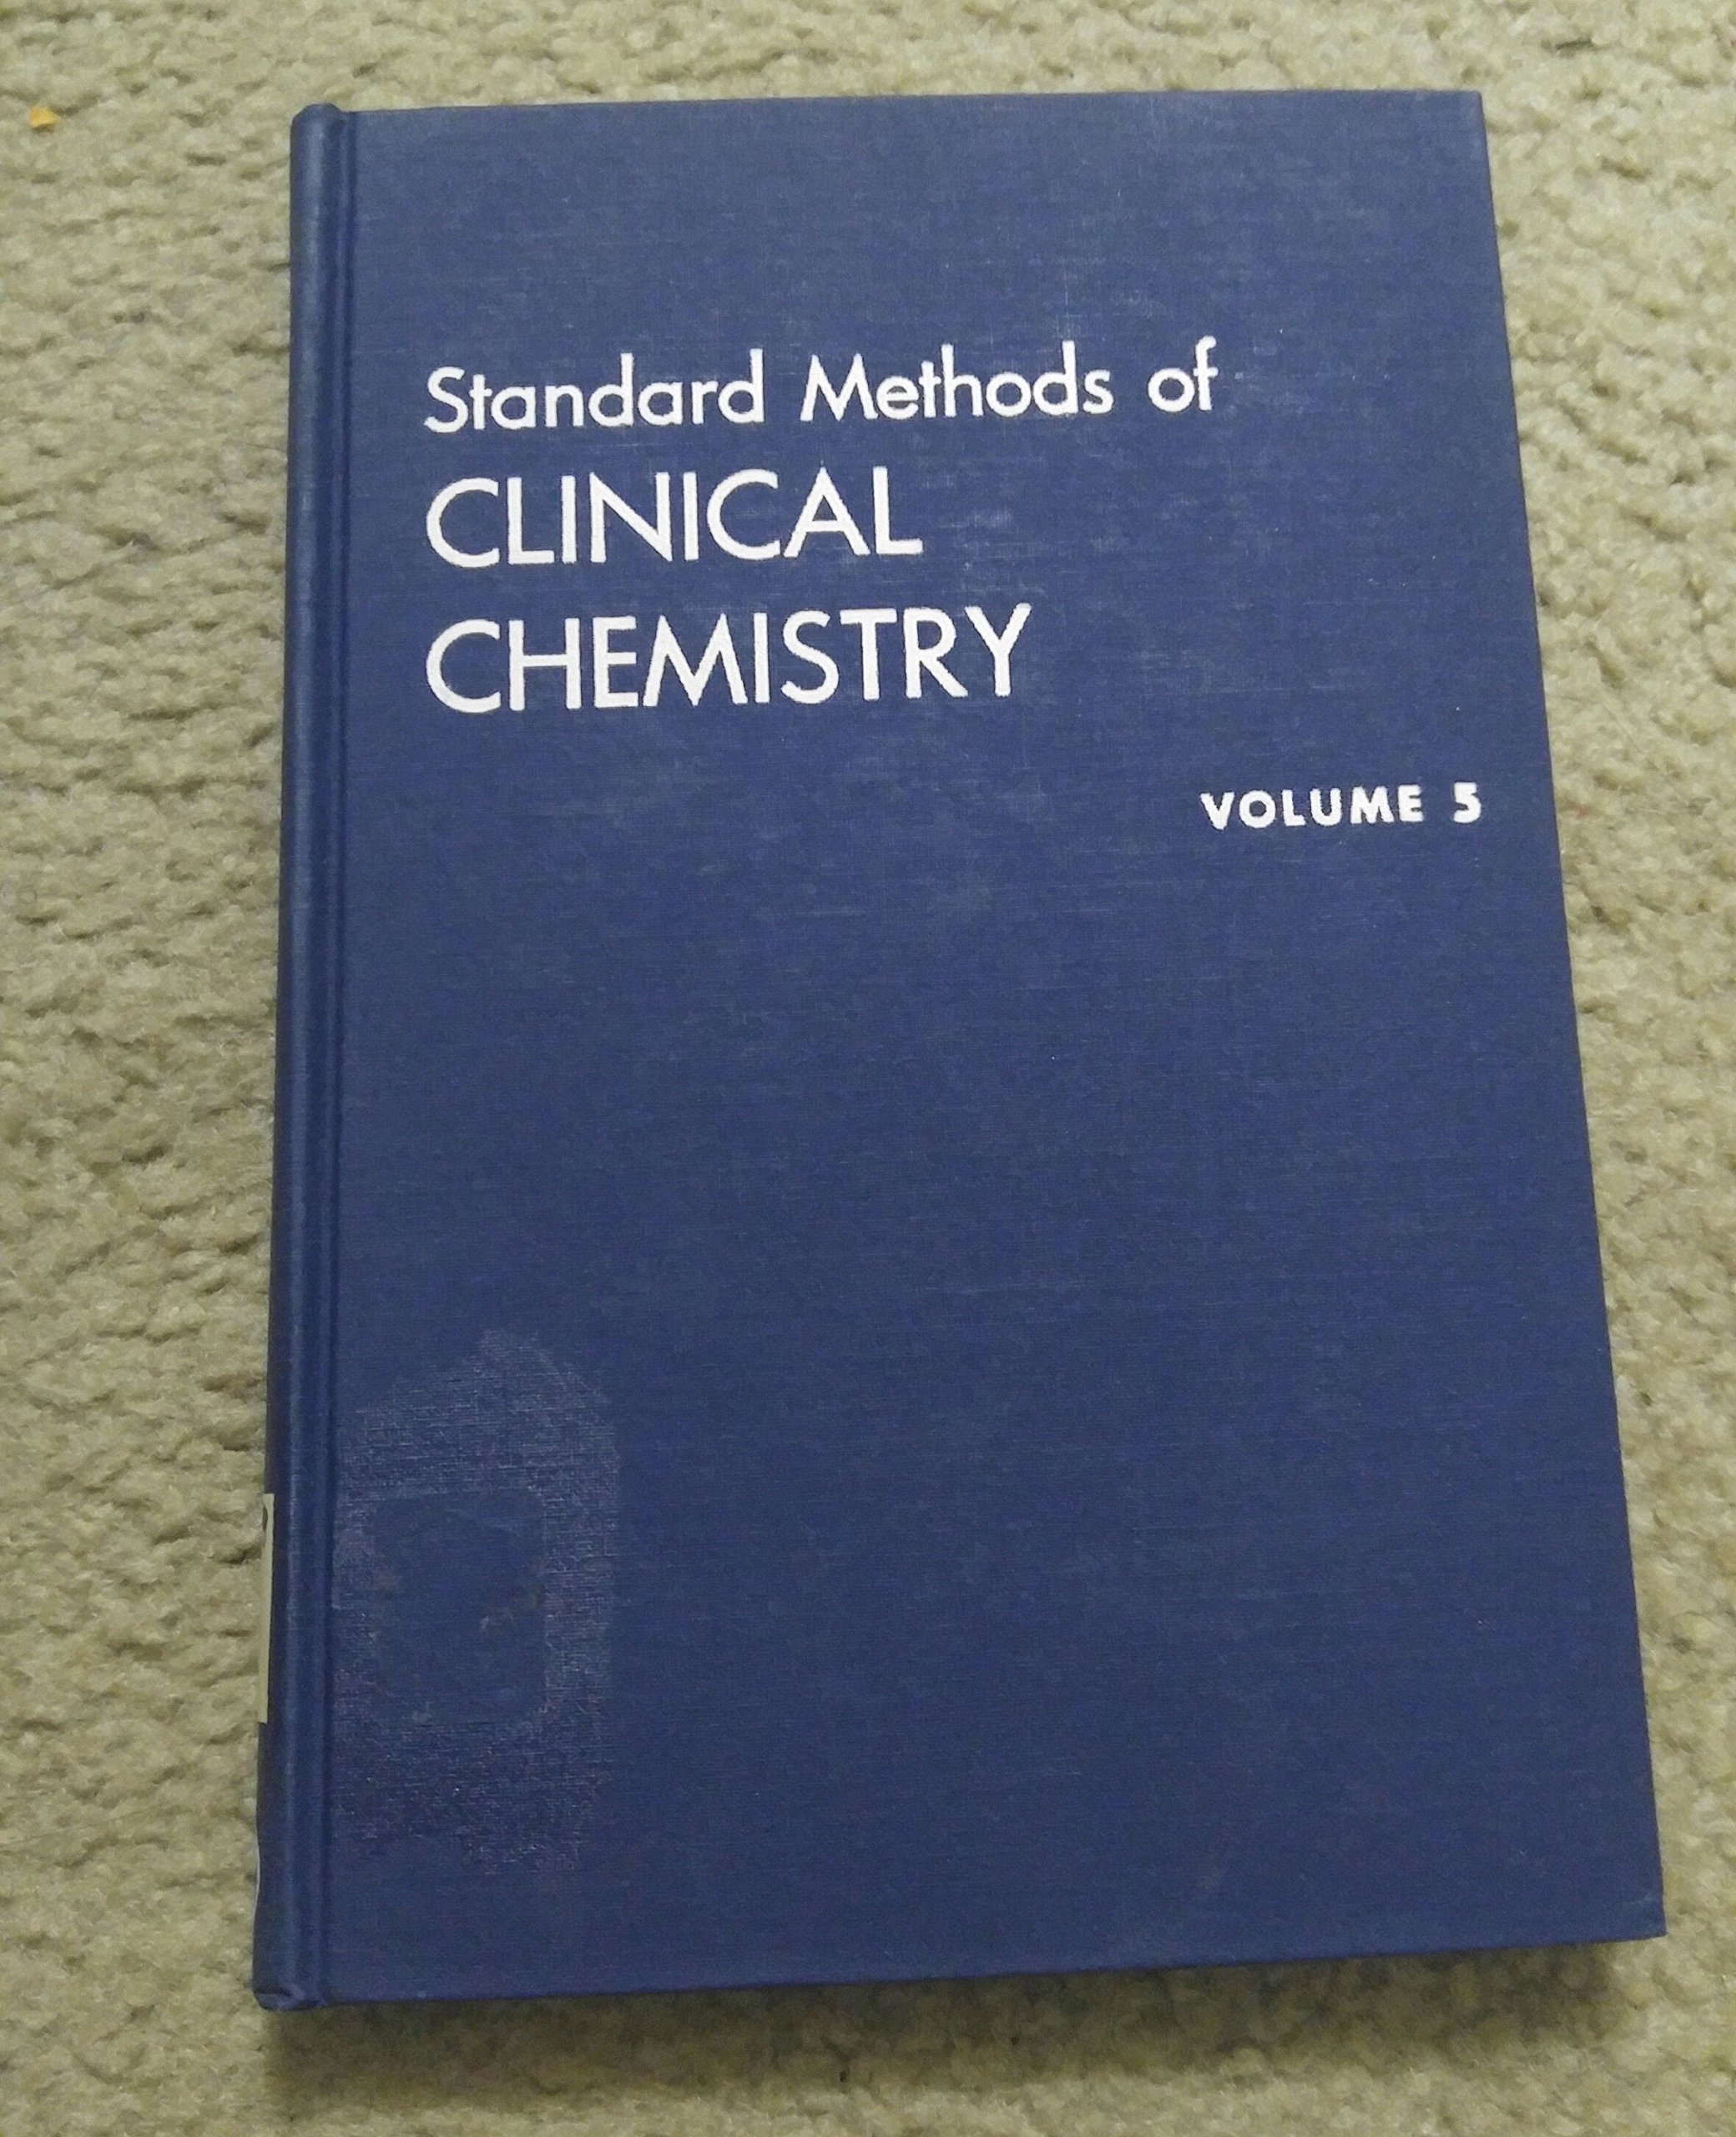 Standard Methods of
CLINICAL
CHEMISTRY
VOLUME 5